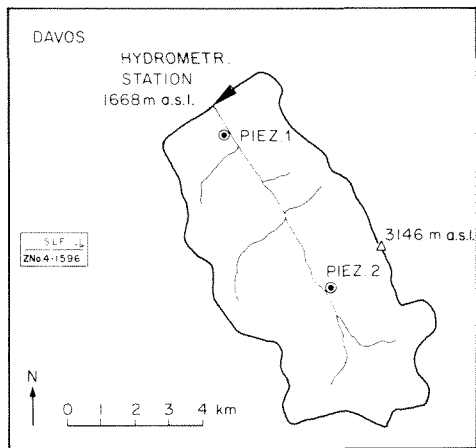 DAVOS
HYDROMETR.
STATION
1668 m a.s.l.
PIEZ. 1
3146 m a.s.l.
SLF
ZNo 4-1596
PIEZ. 2
N
0 1 2 3 4 km